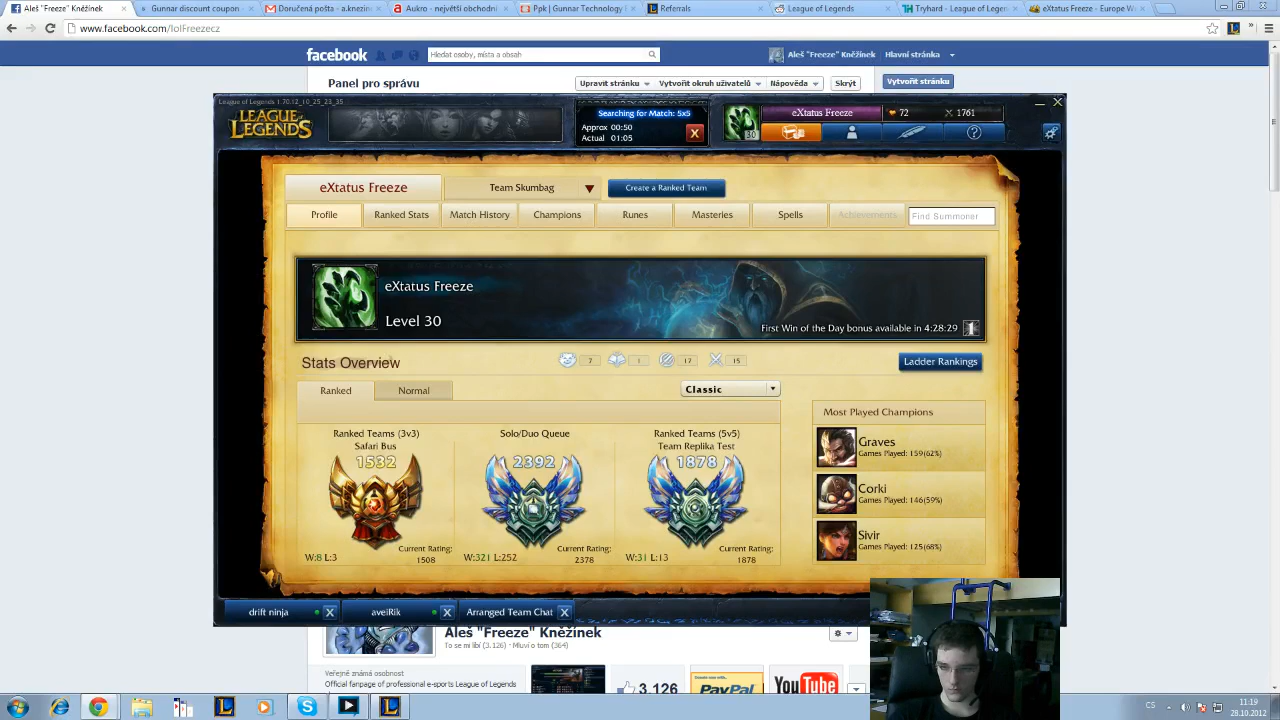 Aleš "Freeze" Kněžínek
Gunnar discount coupon -
Doručená pošta - a.knezin
Aukro - největší obchodní
Ppk | Gunnar Technology
Referrals
League of Legends
Tryhard - League of Legen
eXtatus Freeze - Europe W
www.facebook.com/lolFreezecz
facebook
Hledat osoby, místa a obsah
Aleš "Freeze" Kněžínek
Hlavní stránka
Panel pro správu
Upravit stránku
Vytvořit okruh uživatelů
Nápověda
Skrýt
Vytvořit stránku
League of Legends 1.70.12_10_25_23_35
LEAGUE OF
LEGENDS
Searching for Match: 5x5
Approx 00:50
Actual 01:05
X
30
eXtatus Freeze
72
1761
?
eXtatus Freeze
Team Skumbag
Create a Ranked Team
Profile
Ranked Stats
Match History
Champions
Runes
Masteries
Spells
Achievements
Find Summoner
eXtatus Freeze
Level 30
First Win of the Day bonus available in 4:28:29
Stats Overview
7
1
17
15
Ladder Rankings
Ranked
Normal
Classic
Ranked Teams (3v3)
Safari Bus
1532
W:8 L:3
Current Rating:
1508
Solo/Duo Queue
2392
W:321 L:252
Current Rating:
2378
Ranked Teams (5v5)
Team Replika Test
1878
W:31 L:13
Current Rating:
1878
Most Played Champions
Graves
Games Played: 159(62%)
Corki
Games Played: 146(59%)
Sivir
Games Played: 125(68%)
drift ninja
X
aveiRik
X
Arranged Team Chat
X
Aleš "Freeze" Kněžínek
To se mi líbí (3.126) · Mluví o tom (364)
Veřejně známá osobnost
Official fanpage of professional e-sports League of Legends
3,126
PayPal
YouTube
CS
11:19
28.10.2012